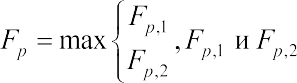 F_p = max { F_{p,1} F_{p,2} , F_{p,1} и F_{p,2}